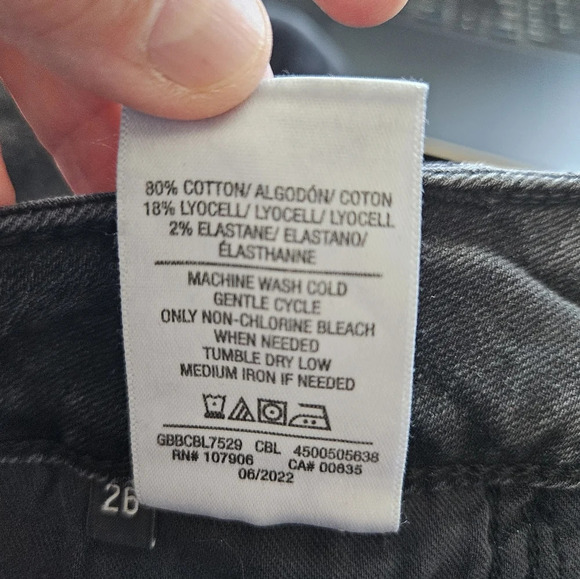 80% COTTON/ ALGODÓN/ COTON
18% LYOCELL/ LYOCELL/ LYOCELL
2% ELASTANE/ ELASTANO/
ÉLASTHANNE
MACHINE WASH COLD
GENTLE CYCLE
ONLY NON-CHLORINE BLEACH
WHEN NEEDED
TUMBLE DRY LOW
MEDIUM IRON IF NEEDED
GBBCBL7529 CBL 4500505638
RN# 107906 CA# 00835
06/2022
26